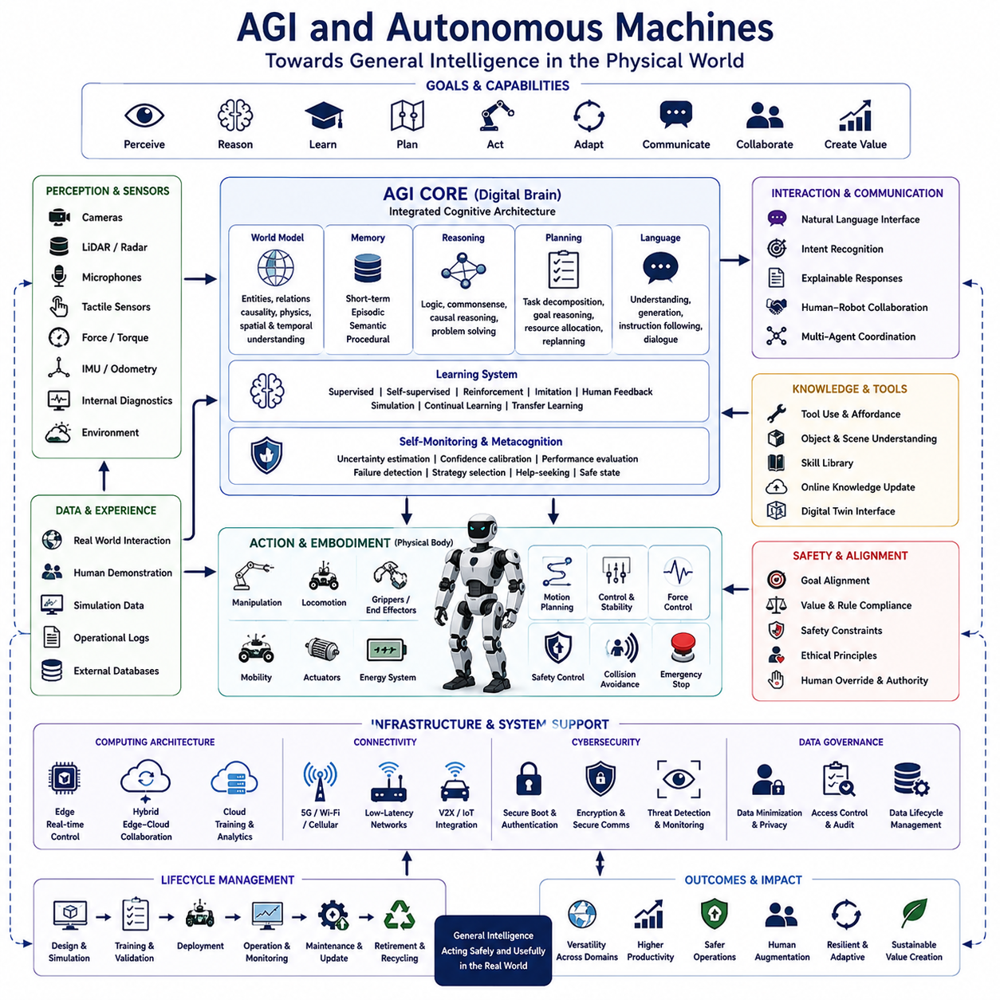 AGI and Autonomous Machines
Towards General Intelligence in the Physical World
GOALS & CAPABILITIES
Perceive
Reason
Learn
Plan
Act
Adapt
Communicate
Collaborate
Create Value
PERCEPTION & SENSORS
Cameras
LiDAR / Radar
Microphones
Tactile Sensors
Force / Torque
IMU / Odometry
Internal Diagnostics
Environment
DATA & EXPERIENCE
Real World Interaction
Human Demonstration
Simulation Data
Operational Logs
External Databases
AGI CORE (Digital Brain)
Integrated Cognitive Architecture
World Model
Entities, relations
causality, physics,
spatial & temporal
understanding
Memory
Short-term
Episodic
Semantic
Procedural
Reasoning
Logic, commonsense,
causal reasoning,
problem solving
Planning
Task decomposition,
goal reasoning,
resource allocation,
replanning
Language
Understanding,
generation,
instruction following,
dialogue
Learning System
Supervised | Self-supervised | Reinforcement | Imitation | Human Feedback
Simulation | Continual Learning | Transfer Learning
Self-Monitoring & Metacognition
Uncertainty estimation | Confidence calibration | Performance evaluation
Failure detection | Strategy selection | Help-seeking | Safe state
ACTION & EMBODIMENT (Physical Body)
Manipulation
Locomotion
Grippers /
End Effectors
Mobility
Actuators
Energy System
Motion
Planning
Control &
Stability
Force
Control
Safety Control
Collision
Avoidance
Emergency
Stop
INTERACTION & COMMUNICATION
Natural Language Interface
Intent Recognition
Explainable Responses
Human–Robot Collaboration
Multi-Agent Coordination
KNOWLEDGE & TOOLS
Tool Use & Affordance
Object & Scene Understanding
Skill Library
Online Knowledge Update
Digital Twin Interface
SAFETY & ALIGNMENT
Goal Alignment
Value & Rule Compliance
Safety Constraints
Ethical Principles
Human Override & Authority
INFRASTRUCTURE & SYSTEM SUPPORT
COMPUTING ARCHITECTURE
Edge
Real-time
Control
Hybrid
Edge–Cloud
Collaboration
Cloud
Training &
Analytics
CONNECTIVITY
5G / Wi-Fi
/ Cellular
Low-Latency
Networks
V2X / IoT
Integration
CYBERSECURITY
Secure Boot &
Authentication
Encryption &
Secure Comms
Threat Detection
& Monitoring
DATA GOVERNANCE
Data Minimization
& Privacy
Access Control
& Audit
Data Lifecycle
Management
LIFECYCLE MANAGEMENT
Design &
Simulation
Training &
Validation
Deployment
Operation &
Monitoring
Maintenance &
Update
Retirement &
Recycling
General Intelligence
Acting Safely and Usefully
in the Real World
OUTCOMES & IMPACT
Versatility
Across Domains
Higher
Productivity
Safer
Operations
Human
Augmentation
Resilient &
Adaptive
Sustainable
Value Creation